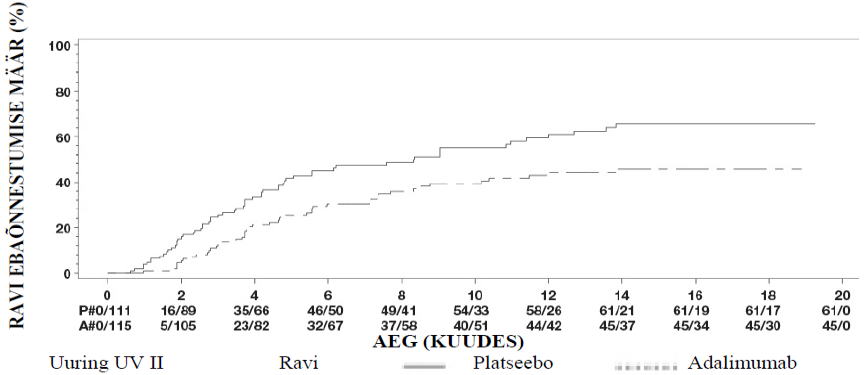 RAVI EBAÕNNESTUMISE MÄÄR (%)
100
80
60
40
20
0
0 2 4 6 8 10 12 14 16 18 20
P#0/111 16/89 35/66 46/50 49/41 54/33 58/26 61/21 61/19 61/17 61/0
A#0/115 5/105 23/82 32/67 37/58 40/51 44/42 45/37 45/34 45/30 45/0
AEG (KUUDES)
Uuring UV II Ravi Platseebo Adalimumab